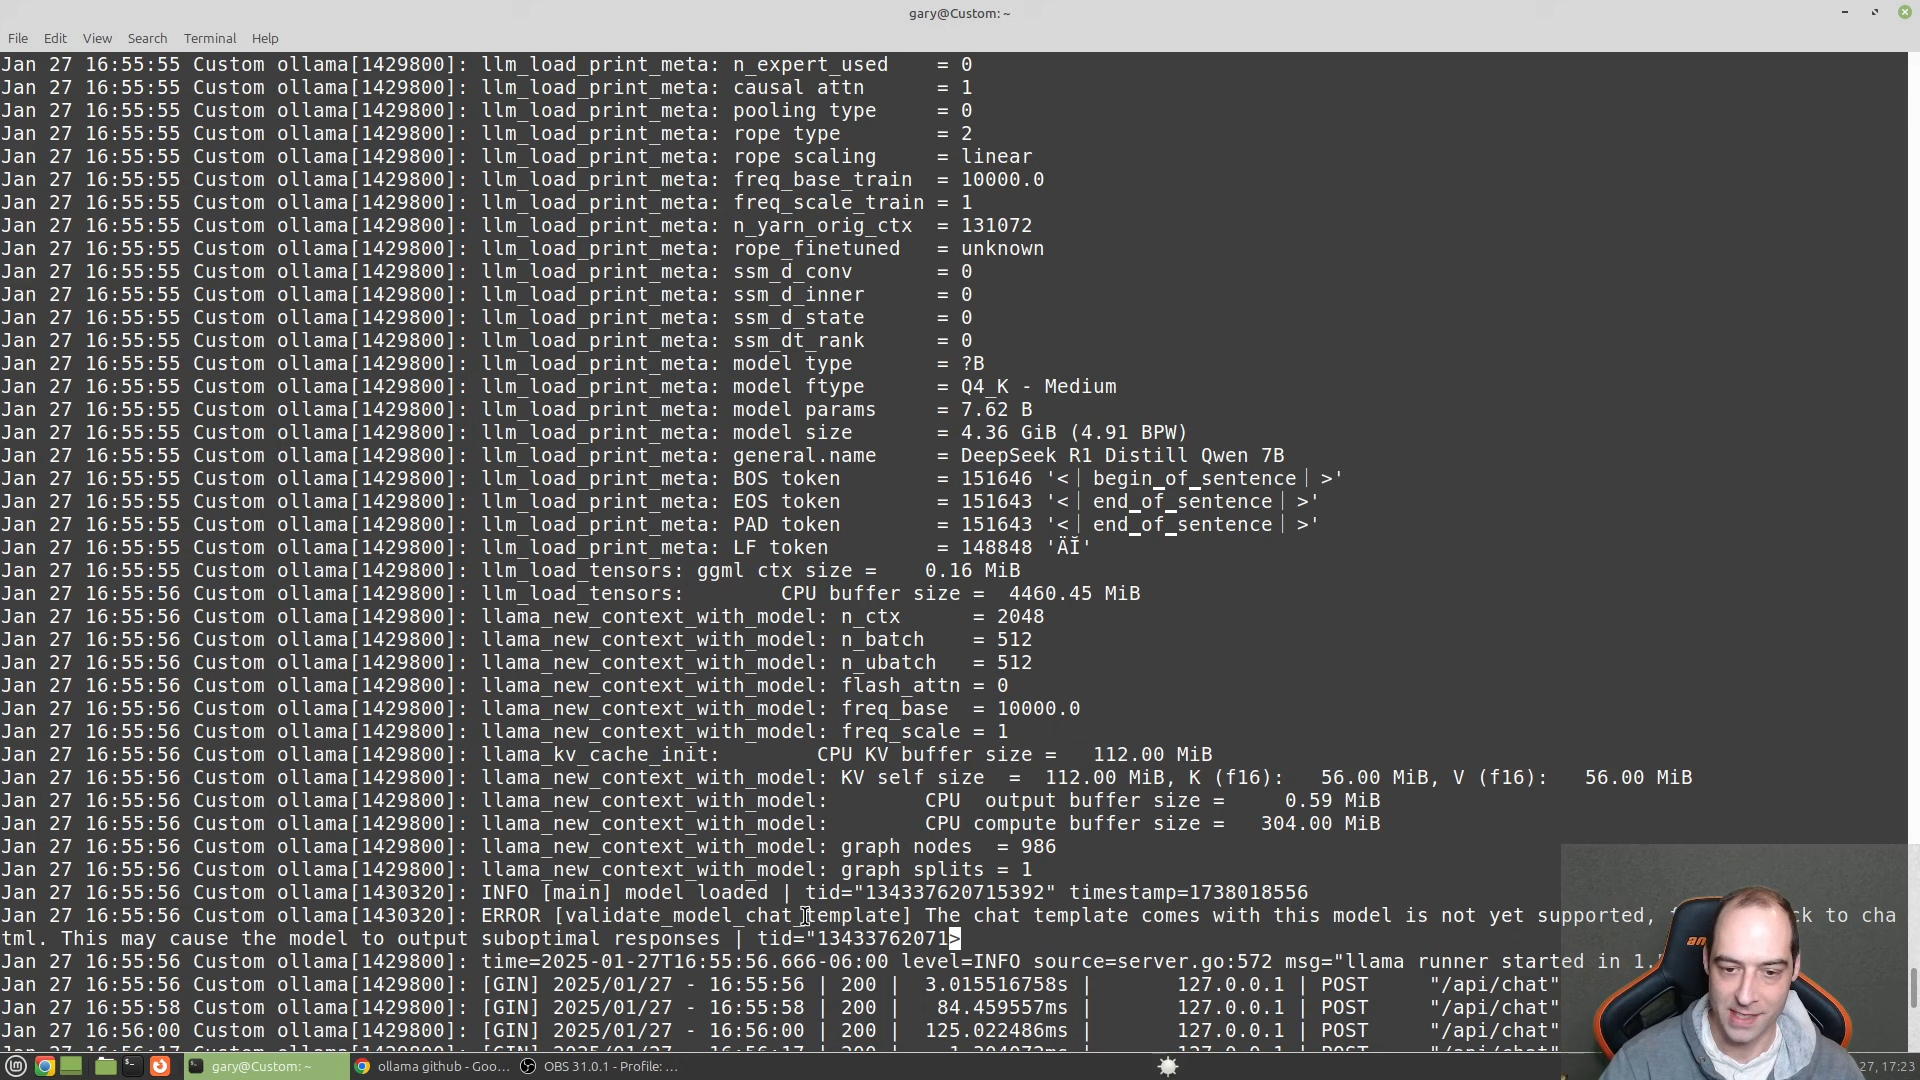 gary@Custom: ~
File Edit View Search Terminal Help
Jan 27 16:55:55 Custom ollama[1429800]: llm_load_print_meta: n_expert_used    = 0
Jan 27 16:55:55 Custom ollama[1429800]: llm_load_print_meta: causal attn      = 1
Jan 27 16:55:55 Custom ollama[1429800]: llm_load_print_meta: pooling type     = 0
Jan 27 16:55:55 Custom ollama[1429800]: llm_load_print_meta: rope type        = 2
Jan 27 16:55:55 Custom ollama[1429800]: llm_load_print_meta: rope scaling     = linear
Jan 27 16:55:55 Custom ollama[1429800]: llm_load_print_meta: freq_base_train  = 10000.0
Jan 27 16:55:55 Custom ollama[1429800]: llm_load_print_meta: freq_scale_train = 1
Jan 27 16:55:55 Custom ollama[1429800]: llm_load_print_meta: n_yarn_orig_ctx  = 131072
Jan 27 16:55:55 Custom ollama[1429800]: llm_load_print_meta: rope_finetuned   = unknown
Jan 27 16:55:55 Custom ollama[1429800]: llm_load_print_meta: ssm_d_conv       = 0
Jan 27 16:55:55 Custom ollama[1429800]: llm_load_print_meta: ssm_d_inner      = 0
Jan 27 16:55:55 Custom ollama[1429800]: llm_load_print_meta: ssm_d_state      = 0
Jan 27 16:55:55 Custom ollama[1429800]: llm_load_print_meta: ssm_dt_rank      = 0
Jan 27 16:55:55 Custom ollama[1429800]: llm_load_print_meta: model type       = ?B
Jan 27 16:55:55 Custom ollama[1429800]: llm_load_print_meta: model ftype      = Q4_K - Medium
Jan 27 16:55:55 Custom ollama[1429800]: llm_load_print_meta: model params     = 7.62 B
Jan 27 16:55:55 Custom ollama[1429800]: llm_load_print_meta: model size       = 4.36 GiB (4.91 BPW)
Jan 27 16:55:55 Custom ollama[1429800]: llm_load_print_meta: general.name     = DeepSeek R1 Distill Qwen 7B
Jan 27 16:55:55 Custom ollama[1429800]: llm_load_print_meta: BOS token        = 151646 '<｜begin▁of▁sentence｜>'
Jan 27 16:55:55 Custom ollama[1429800]: llm_load_print_meta: EOS token        = 151643 '<｜end▁of▁sentence｜>'
Jan 27 16:55:55 Custom ollama[1429800]: llm_load_print_meta: PAD token        = 151643 '<｜end▁of▁sentence｜>'
Jan 27 16:55:55 Custom ollama[1429800]: llm_load_print_meta: LF token         = 148848 'ÄĬ'
Jan 27 16:55:55 Custom ollama[1429800]: llm_load_tensors: ggml ctx size =    0.16 MiB
Jan 27 16:55:56 Custom ollama[1429800]: llm_load_tensors:        CPU buffer size =  4460.45 MiB
Jan 27 16:55:56 Custom ollama[1429800]: llama_new_context_with_model: n_ctx      = 2048
Jan 27 16:55:56 Custom ollama[1429800]: llama_new_context_with_model: n_batch    = 512
Jan 27 16:55:56 Custom ollama[1429800]: llama_new_context_with_model: n_ubatch   = 512
Jan 27 16:55:56 Custom ollama[1429800]: llama_new_context_with_model: flash_attn = 0
Jan 27 16:55:56 Custom ollama[1429800]: llama_new_context_with_model: freq_base  = 10000.0
Jan 27 16:55:56 Custom ollama[1429800]: llama_new_context_with_model: freq_scale = 1
Jan 27 16:55:56 Custom ollama[1429800]: llama_kv_cache_init:        CPU KV buffer size =   112.00 MiB
Jan 27 16:55:56 Custom ollama[1429800]: llama_new_context_with_model: KV self size  =  112.00 MiB, K (f16):   56.00 MiB, V (f16):   56.00 MiB
Jan 27 16:55:56 Custom ollama[1429800]: llama_new_context_with_model:        CPU  output buffer size =     0.59 MiB
Jan 27 16:55:56 Custom ollama[1429800]: llama_new_context_with_model:        CPU compute buffer size =   304.00 MiB
Jan 27 16:55:56 Custom ollama[1429800]: llama_new_context_with_model: graph nodes  = 986
Jan 27 16:55:56 Custom ollama[1429800]: llama_new_context_with_model: graph splits = 1
Jan 27 16:55:56 Custom ollama[1430320]: INFO [main] model loaded | tid="134337620715392" timestamp=1738018556
Jan 27 16:55:56 Custom ollama[1430320]: ERROR [validate_model_chat_template] The chat template comes with this model is not yet supported, to cha
tml. This may cause the model to output suboptimal responses | tid="13433762071>
Jan 27 16:55:56 Custom ollama[1429800]: time=2025-01-27T16:55:56.666-06:00 level=INFO source=server.go:572 msg="llama runner started in 1.
Jan 27 16:55:56 Custom ollama[1429800]: [GIN] 2025/01/27 - 16:55:56 | 200 |  3.015516758s |       127.0.0.1 | POST     "/api/chat"
Jan 27 16:55:58 Custom ollama[1429800]: [GIN] 2025/01/27 - 16:55:58 | 200 |   84.459557ms |       127.0.0.1 | POST     "/api/chat"
Jan 27 16:56:00 Custom ollama[1429800]: [GIN] 2025/01/27 - 16:56:00 | 200 |  125.022486ms |       127.0.0.1 | POST     "/api/chat"
gary@Custom: ~ ollama github - Goo... OBS 31.0.1 - Profile: ... 27, 17:23